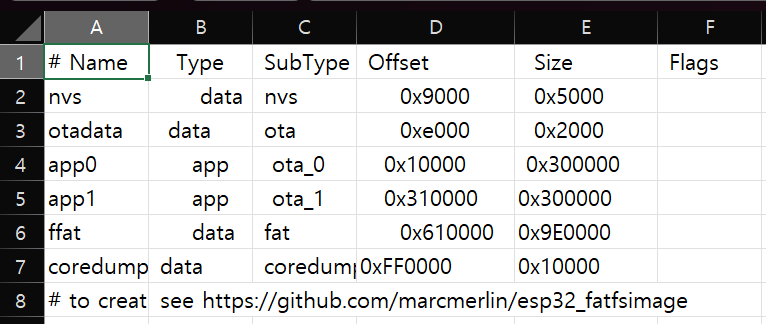 A B C D E F
1 # Name Type SubType Offset Size Flags
2 nvs data nvs 0x9000 0x5000
3 otadata data ota 0xe000 0x2000
4 app0 app ota_0 0x10000 0x300000
5 app1 app ota_1 0x310000 0x300000
6 ffat data fat 0x610000 0x9E0000
7 coredump data coredump 0xFF0000 0x10000
8 # to creat see https://github.com/marcmerlin/esp32_fatfsimage